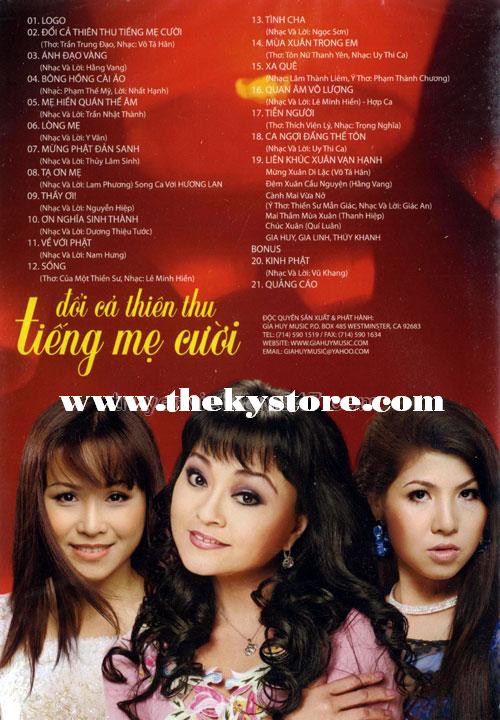 01. LOGO
02. ĐỔI CẢ THIÊN THU TIẾNG MẸ CƯỜI
(Thơ: Trần Trung Đạo, Nhạc: Võ Tá Hân)
03. ÁNH ĐẠO VÀNG
(Nhạc Và Lời: Hằng Vang)
04. BÔNG HỒNG CÀI ÁO
(Nhạc: Phạm Thế Mỹ, Lời: Nhất Hạnh)
05. MẸ HIỀN QUÁN THẾ ÂM
(Nhạc Và Lời: Trần Nhật Thành)
06. LÒNG MẸ
(Nhạc Và Lời: Y Vân)
07. MỪNG PHẬT ĐẢN SANH
(Nhạc Và Lời: Thủy Lâm Sinh)
08. TẠ ƠN MẸ
(Nhạc Và Lời: Lam Phương) Song Ca Với HƯƠNG LAN
09. THẦY ƠI!
(Nhạc Và Lời: Nguyễn Hiệp)
10. ƠN NGHĨA SINH THÀNH
(Nhạc Và Lời: Dương Thiệu Tước)
11. VỀ VỚI PHẬT
(Nhạc Và Lời: Nam Hưng)
12. SỐNG
(Thơ: Của Một Thiền Sư, Nhạc: Lê Minh Hiền)
13. TÌNH CHA
(Nhạc Và Lời: Ngọc Sơn)
14. MÙA XUÂN TRONG EM
(Thơ: Tôn Nữ Thanh Yên, Nhạc: Uy Thi Ca)
15. XA QUÊ
(Nhạc: Lâm Thành Liêm, Ý Thơ: Phạm Thành Chương)
16. QUAN ÂM VÔ LƯỢNG
(Nhạc Và Lời: Lê Minh Hiền) - Hợp Ca
17. TIỄN NGƯỜI
(Thơ: Thích Viên Lý, Nhạc: Trọng Nghĩa)
18. CA NGỢI ĐẤNG THẾ TÔN
(Nhạc Và Lời: Uy Thi Ca)
19. LIÊN KHÚC XUÂN VẠN HẠNH
Mừng Xuân Di Lặc (Võ Tá Hân)
Đêm Xuân Cầu Nguyện (Hằng Vang)
Cành Mai Vừa Nở
(Ý Thơ: Thiền Sư Mãn Giác, Nhạc Và Lời: Giác An)
Mai Thắm Mùa Xuân (Thanh Hiệp)
Chúc Xuân (Quí Luân)
GIA HUY, GIA LINH, THÚY KHANH
BONUS
20. KINH PHẬT
(Nhạc Và Lời: Vũ Khang)
21. QUẢNG CÁO
đổi cả thiên thu
tiếng mẹ cười
ĐỘC QUYỀN SẢN XUẤT & PHÁT HÀNH:
GIA HUY MUSIC P.O. BOX 485 WESTMINSTER, CA 92683
TEL: (714) 590 1519 / FAX: (714) 590 1634
WEBSITE: WWW.GIAHUYMUSIC.COM
EMAIL: GIAHUYMUSIC@YAHOO.COM
www.thekystore.com